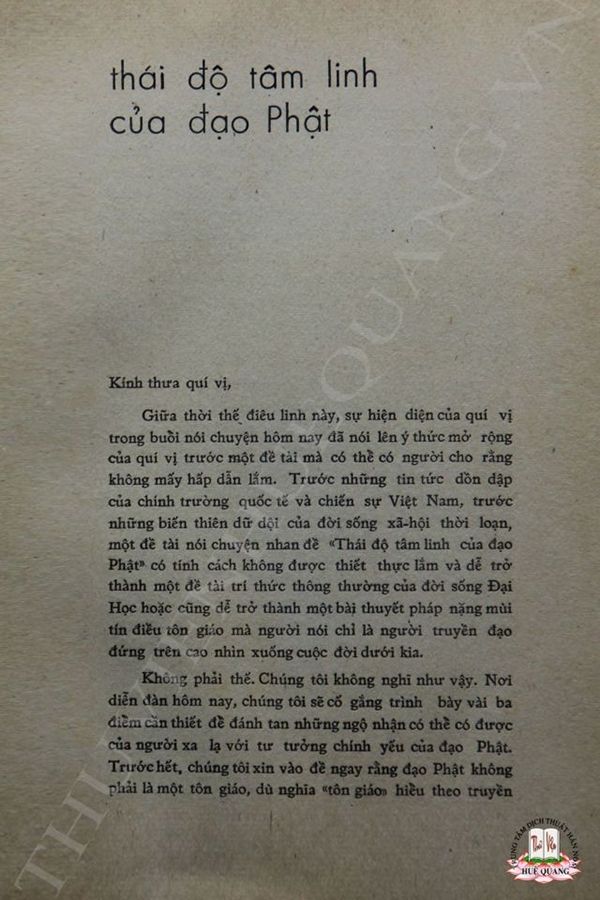 thái độ tâm linh
của đạo Phật
Kính thưa quí vị,
Giữa thời thế điêu linh này, sự hiện diện của quí vị
trong buổi nói chuyện hôm nay đã nói lên ý thức mở rộng
của quí vị trước một đề tài mà có thể có người cho rằng
không mấy hấp dẫn lắm. Trước những tin tức dồn dập
của chính trường quốc tế và chiến sự Việt Nam, trước
những biến thiên dữ dội của đời sống xã-hội thời loạn,
một đề tài nói chuyện nhan đề «Thái độ tâm linh của đạo
Phật» có tính cách không được thiết thực lắm và dễ trở
thành một đề tài trí thức thông thường của đời sống Đại
Học hoặc cũng dễ trở thành một bài thuyết pháp nặng mùi
tín điều tôn giáo mà người nói chỉ là người truyền đạo
đứng trên cao nhìn xuống cuộc đời dưới kia.
Không phải thế. Chúng tôi không nghĩ như vậy. Nơi
diễn đàn hôm nay, chúng tôi sẽ cố gắng trình bày vài ba
điểm cần thiết để đánh tan những ngộ nhận có thể có được
của người xa lạ với tư tưởng chính yếu của đạo Phật.
Trước hết, chúng tôi xin vào đề ngay rằng đạo Phật không
phải là một tôn giáo, dù nghĩa «tôn giáo» hiểu theo truyền
TRUNG TÂM DỊCH THUẬT HÁN NÔM
HUỆ QUANG